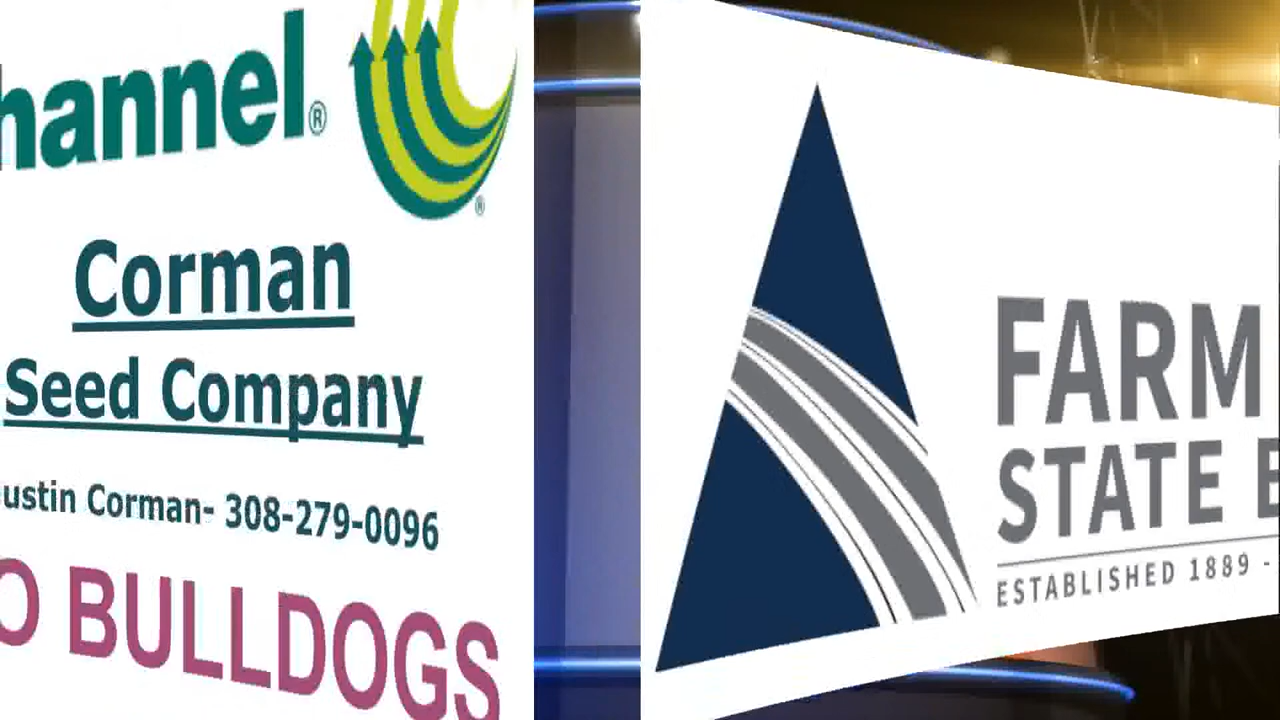 hannel®
Corman
Seed Company
ustin Corman- 308-279-0096
O BULLDOGS
FARM
STATE B
ESTABLISHED 1889 -